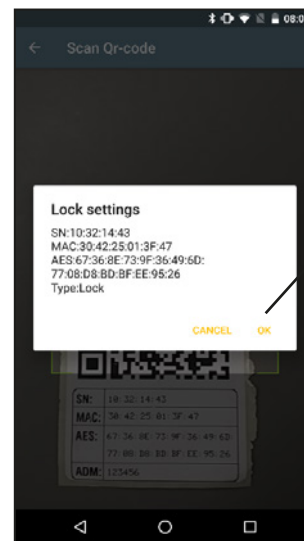 08:0
Scan Qr-code
Lock settings
SN:10:32:14:43
MAC:30:42:25:01:3F:47
AES:67:36:8E:73:9F:36:49:6D:
77:08:D8:BD:BF:EE:95:26
Type:Lock
CANCEL OK
SN: 10:32:14:43
MAC: 30:42:25:01:3F:47
AES: 67:36:8E:73:9F:36:49:6D
77:08:D8:BD:BF:EE:95:26
ADM: 123456